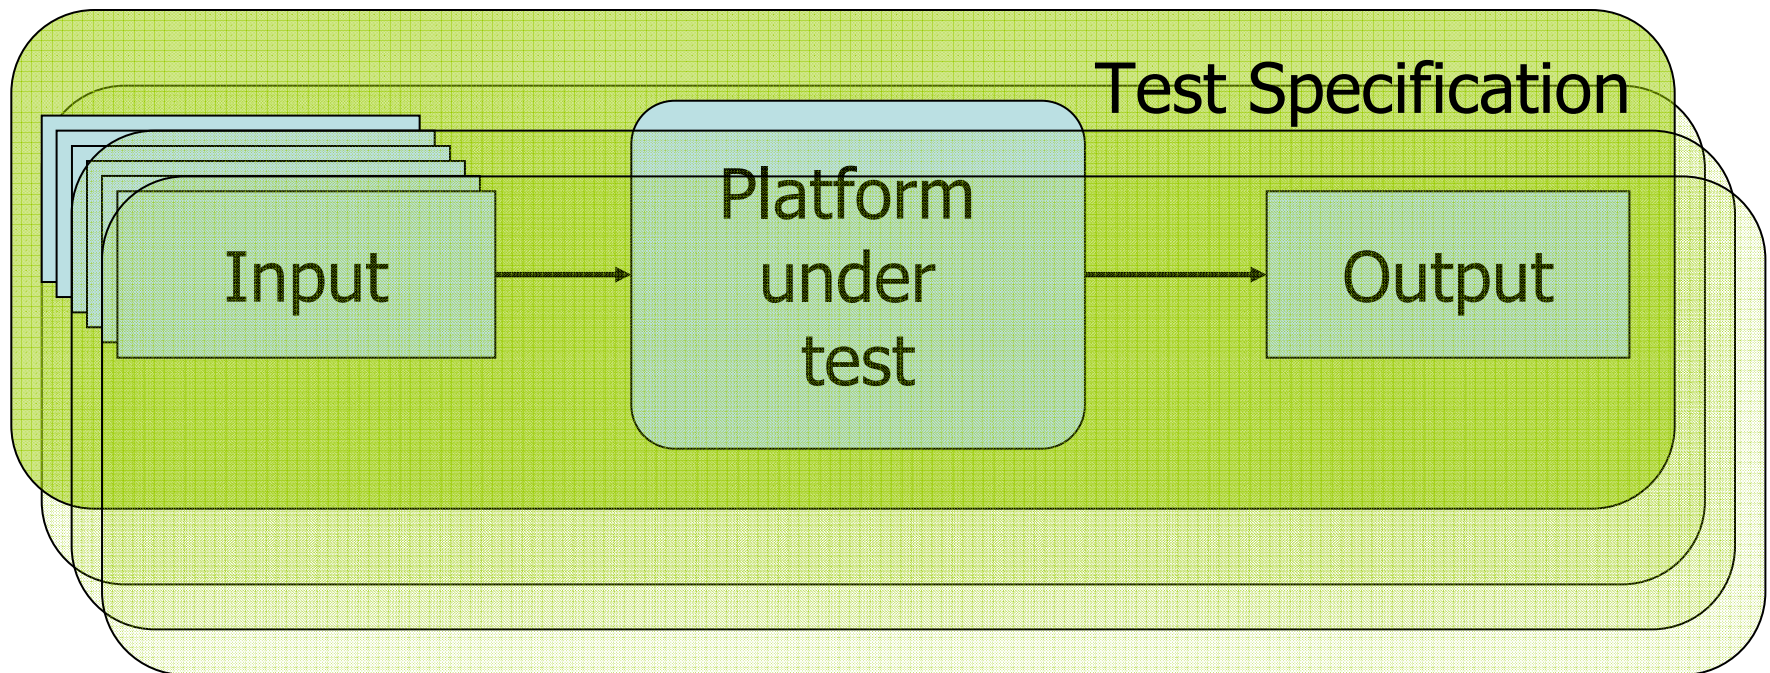 Test Specification
Platform
under
test
Input
Output